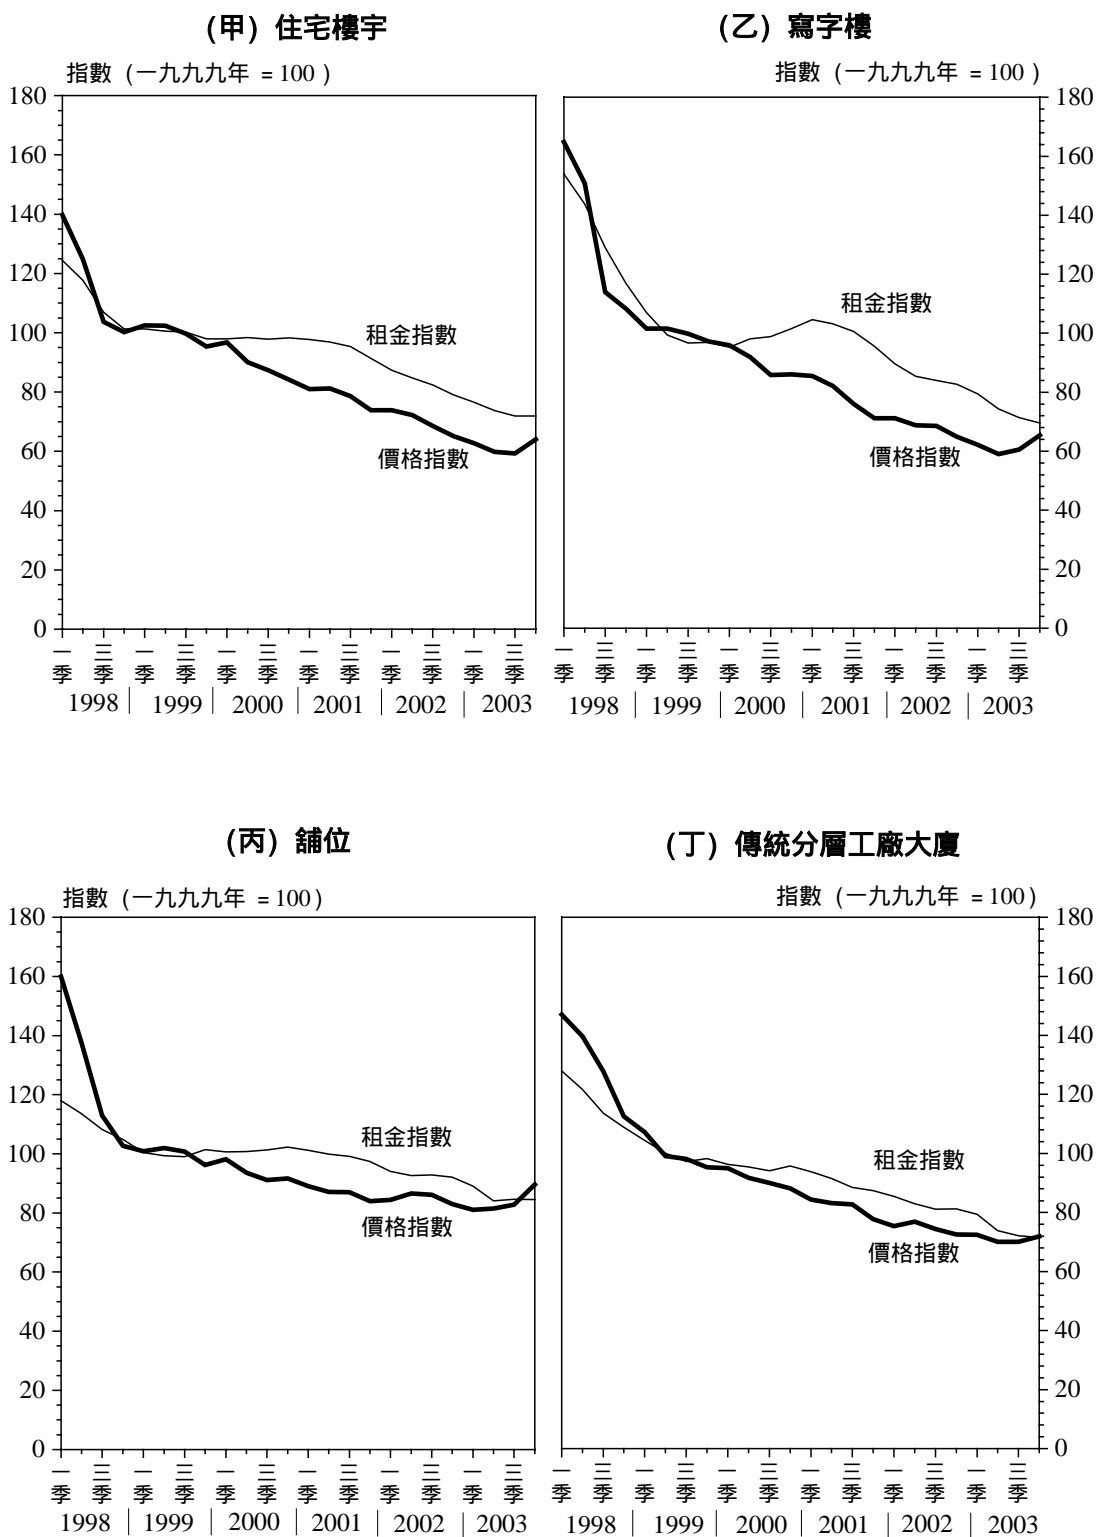 (甲) 住宅樓宇
指數 (一九九九年 = 100 )
180
160
140
120
100
80
60
40
20
0
租金指數
價格指數
一季 三季 一季 三季 一季 三季 一季 三季 一季 三季 一季 三季
1998 1999 2000 2001 2002 2003
(乙) 寫字樓
指數 (一九九九年 = 100 )
180
160
140
120
100
80
60
40
20
0
租金指數
價格指數
一季 三季 一季 三季 一季 三季 一季 三季 一季 三季 一季 三季
1998 1999 2000 2001 2002 2003
(丙) 舖位
指數 (一九九九年 = 100 )
180
160
140
120
100
80
60
40
20
0
租金指數
價格指數
一季 三季 一季 三季 一季 三季 一季 三季 一季 三季 一季 三季
1998 1999 2000 2001 2002 2003
(丁) 傳統分層工廠大廈
指數 (一九九九年 = 100 )
180
160
140
120
100
80
60
40
20
0
租金指數
價格指數
一季 三季 一季 三季 一季 三季 一季 三季 一季 三季 一季 三季
1998 1999 2000 2001 2002 2003